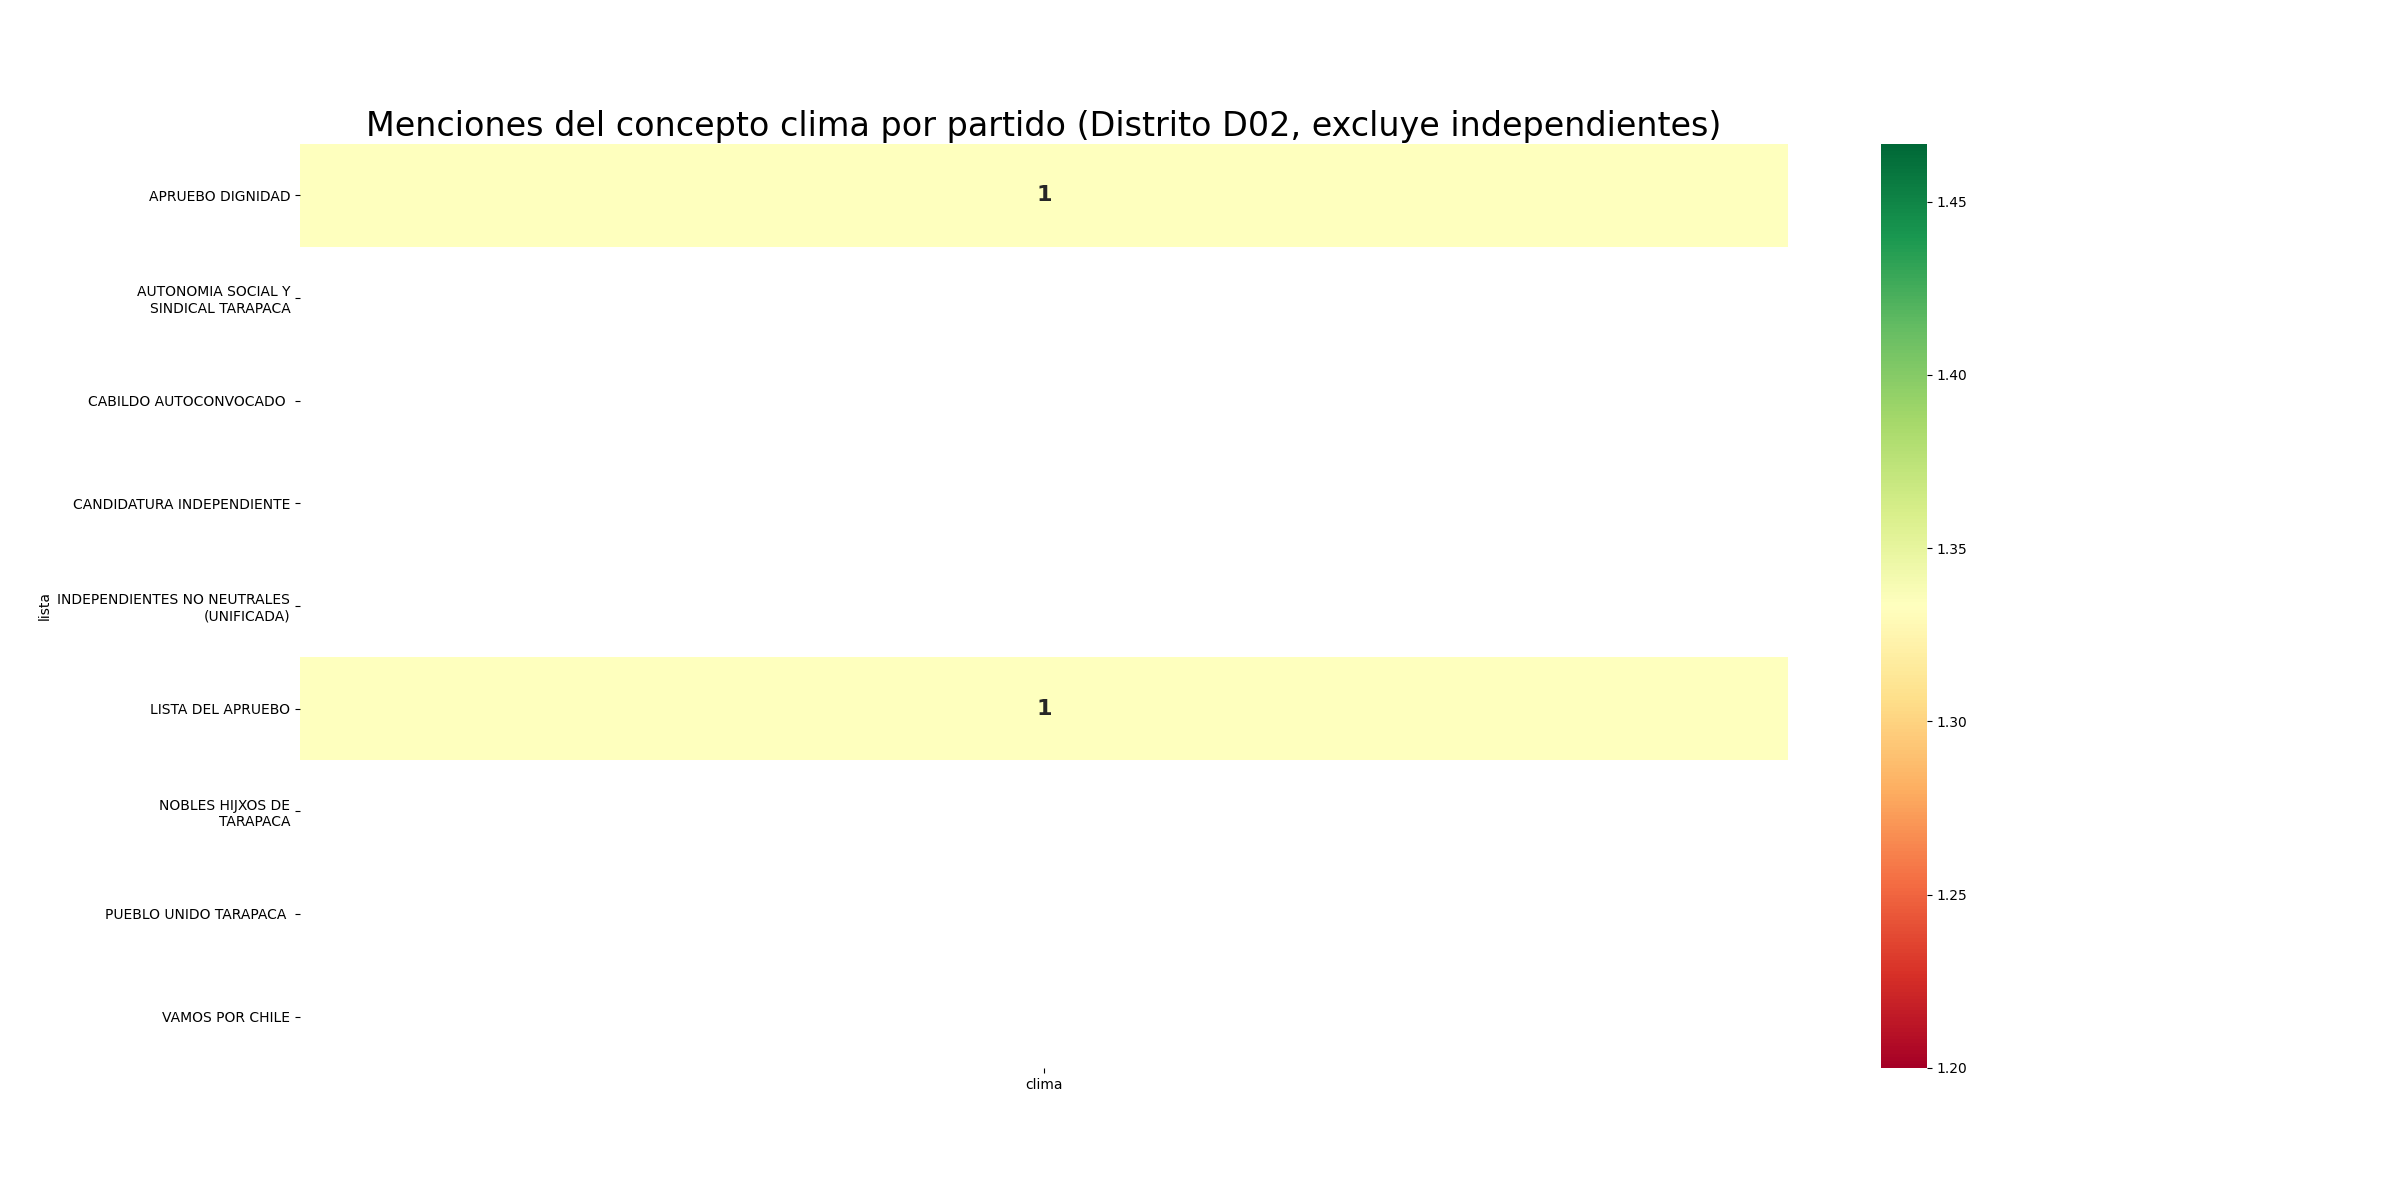 Menciones del concepto clima por partido (Distrito D02, excluye independientes)
APRUEBO DIGNIDAD
1
AUTONOMIA SOCIAL Y
SINDICAL TARAPACA
CABILDO AUTOCONVOCADO
CANDIDATURA INDEPENDIENTE
lista
INDEPENDIENTES NO NEUTRALES
(UNIFICADA)
LISTA DEL APRUEBO
1
NOBLES HIJXOS DE
TARAPACA
PUEBLO UNIDO TARAPACA
VAMOS POR CHILE
clima
1.45
1.40
1.35
1.30
1.25
1.20